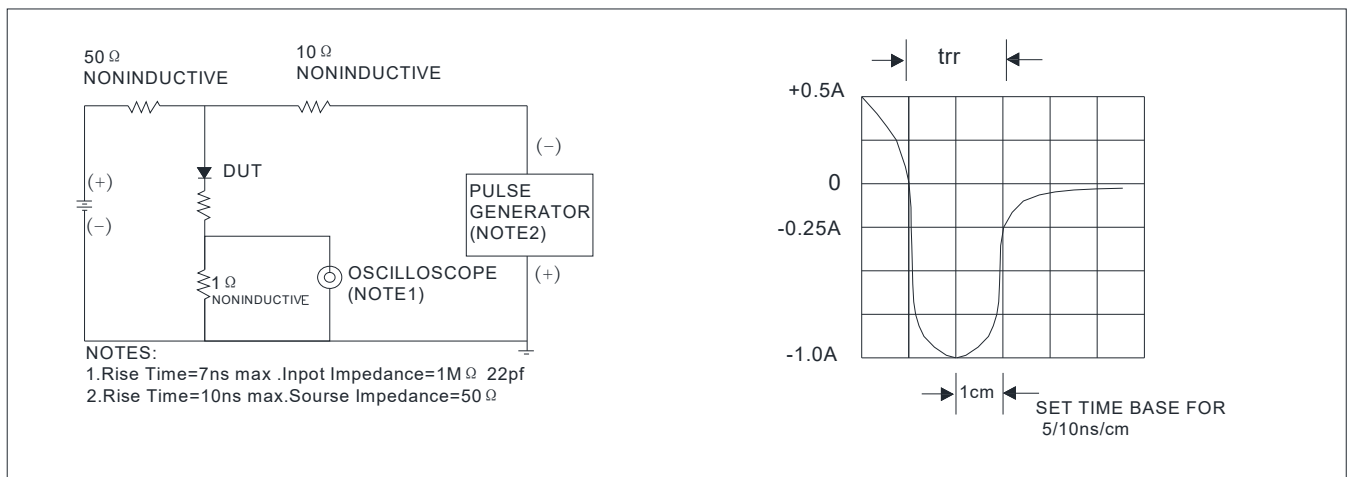 50 Ω
NONINDUCTIVE
10 Ω
NONINDUCTIVE
(+)
(−)
DUT
1 Ω
NONINDUCTIVE
OSCILLOSCOPE
(NOTE1)
(−)
PULSE
GENERATOR
(NOTE2)
(+)
NOTES:
1.Rise Time=7ns max .Inpot Impedance=1M Ω 22pf
2.Rise Time=10ns max.Sourse Impedance=50 Ω
trr
+0.5A
0
-0.25A
-1.0A
1cm
SET TIME BASE FOR
5/10ns/cm